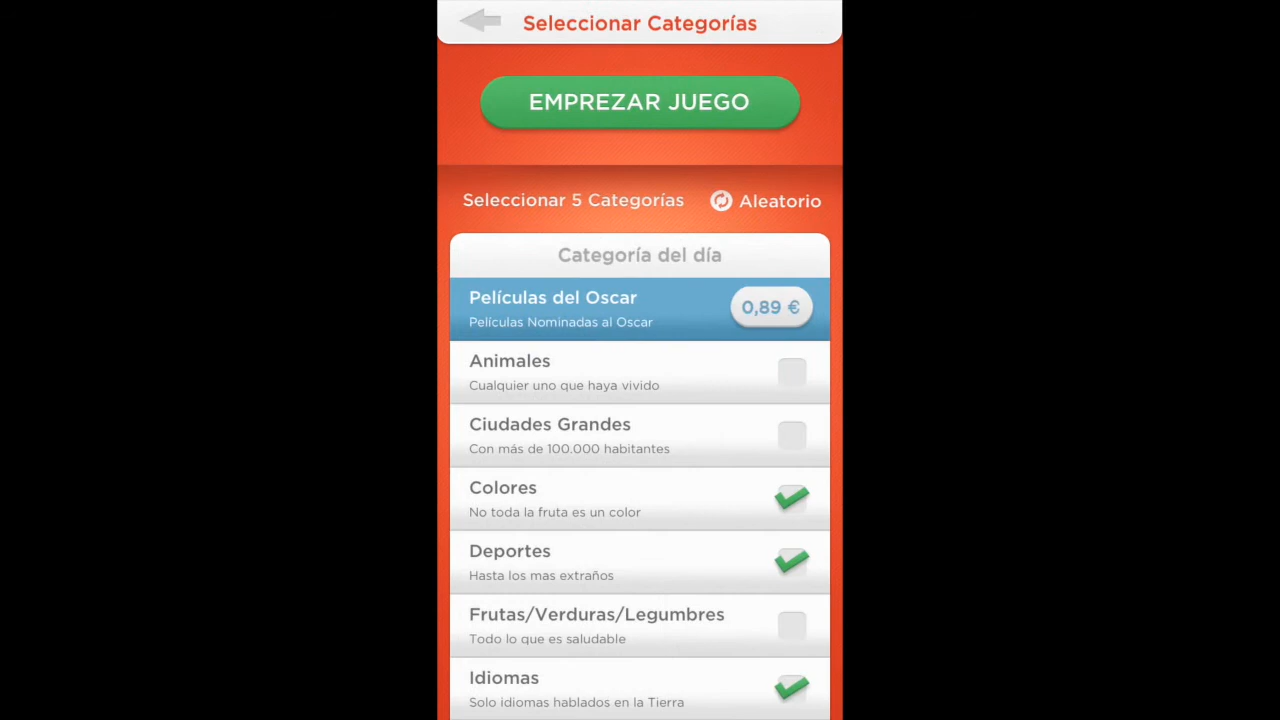 Seleccionar Categorías
EMPREZAR JUEGO
Seleccionar 5 Categorías Aleatorio
Categoría del día
Películas del Oscar
0,89 €
Películas Nominadas al Oscar
Animales
Cualquier uno que haya vivido
Ciudades Grandes
Con más de 100.000 habitantes
Colores
No toda la fruta es un color
Deportes
Hasta los mas extraños
Frutas/Verduras/Legumbres
Todo lo que es saludable
Idiomas
Solo idiomas hablados en la Tierra